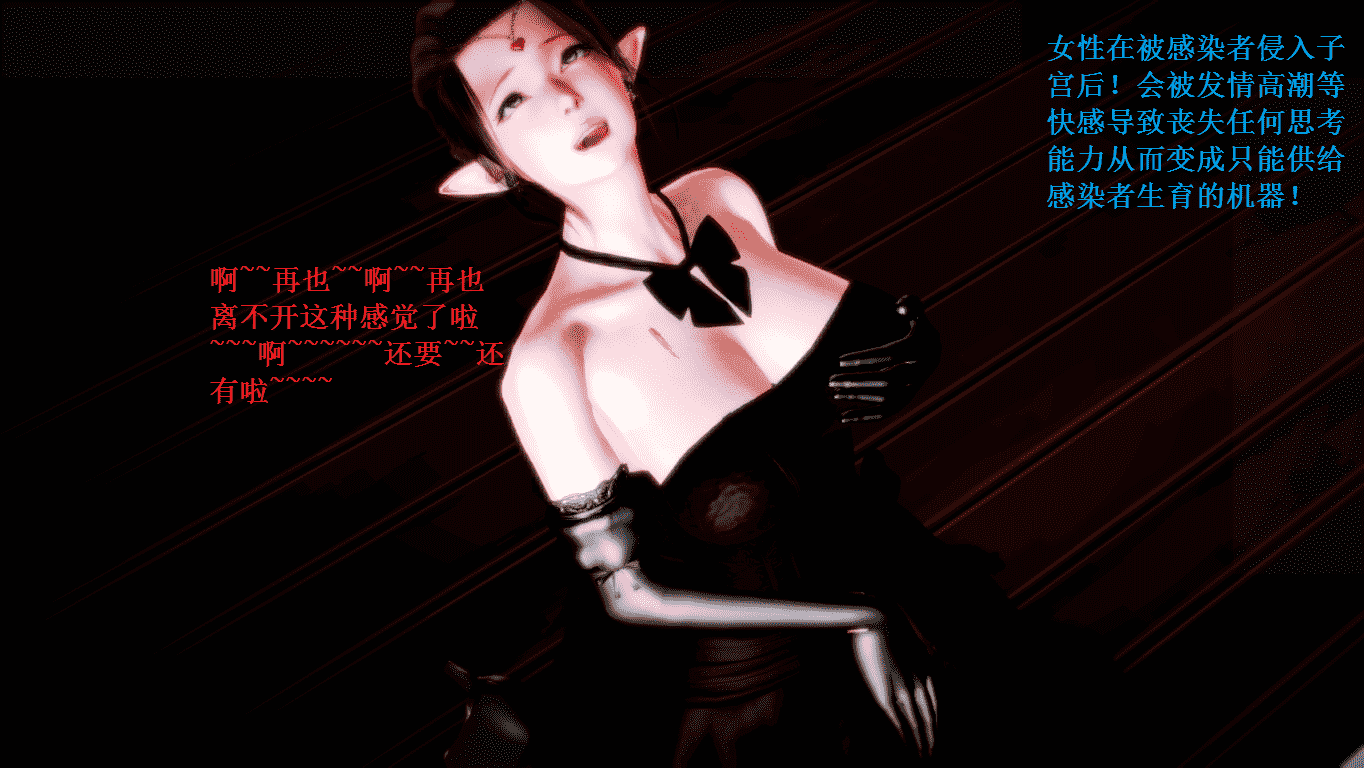 女性在被感染者侵入子
宫后！会被发情高潮等
快感导致丧失任何思考
能力从而变成只能供给
感染者生育的机器！
啊~~再也~~啊~~再也
离不开这种感觉了啦
~~~啊~~~~~~还要~~还
有啦~~~~